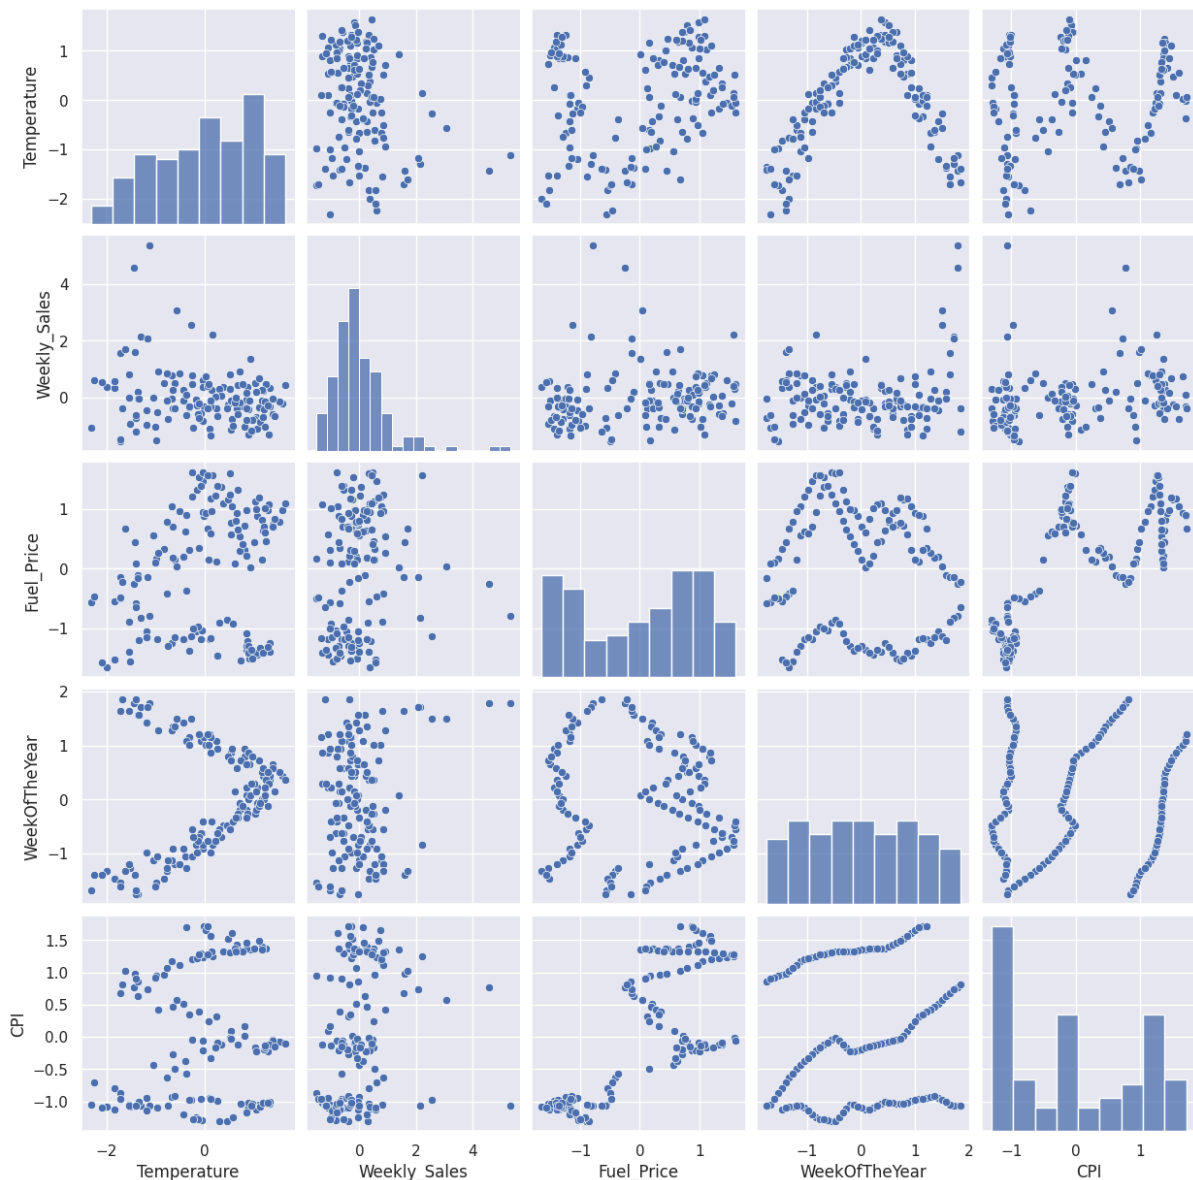 1
0
−1
−2
Temperature
4
2
0
Weekly_Sales
1
0
−1
Fuel_Price
2
1
0
−1
WeekOfTheYear
1.5
1.0
0.5
0.0
−0.5
−1.0
CPI
−2 0
0 2 4
−1 0 1
−1 0 1 2
−1 0 1
Temperature
Weekly_Sales
Fuel_Price
WeekOfTheYear
CPI